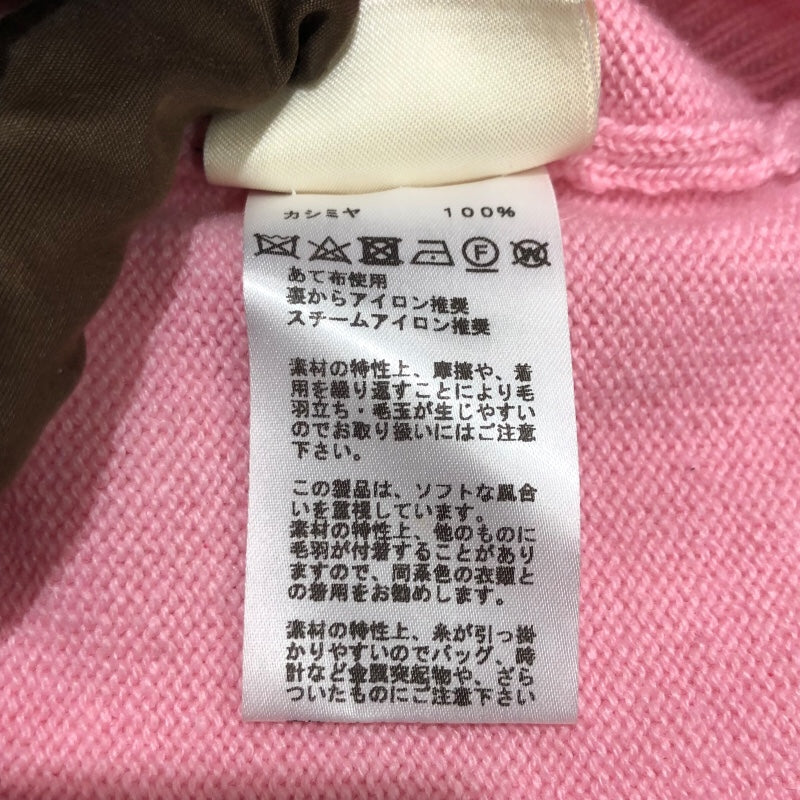 カシミヤ 100%
F W
あて布使用
裏からアイロン推奨
スチームアイロン推奨
素材の特性上、摩擦や、着
用を繰り返すことにより毛
羽立ち・毛玉が生じやすい
のでお取り扱いにはご注意
下さい。
この製品は、ソフトな風合
いを重視しています。
素材の特性上、他のものに
毛羽が付着することがあり
ますので、同系色の衣類と
の着用をお勧めします。
素材の特性上、糸が引っ掛
かりやすいのでバッグ、時
計など金属突起物や、ざら
ついたものにご注意下さい